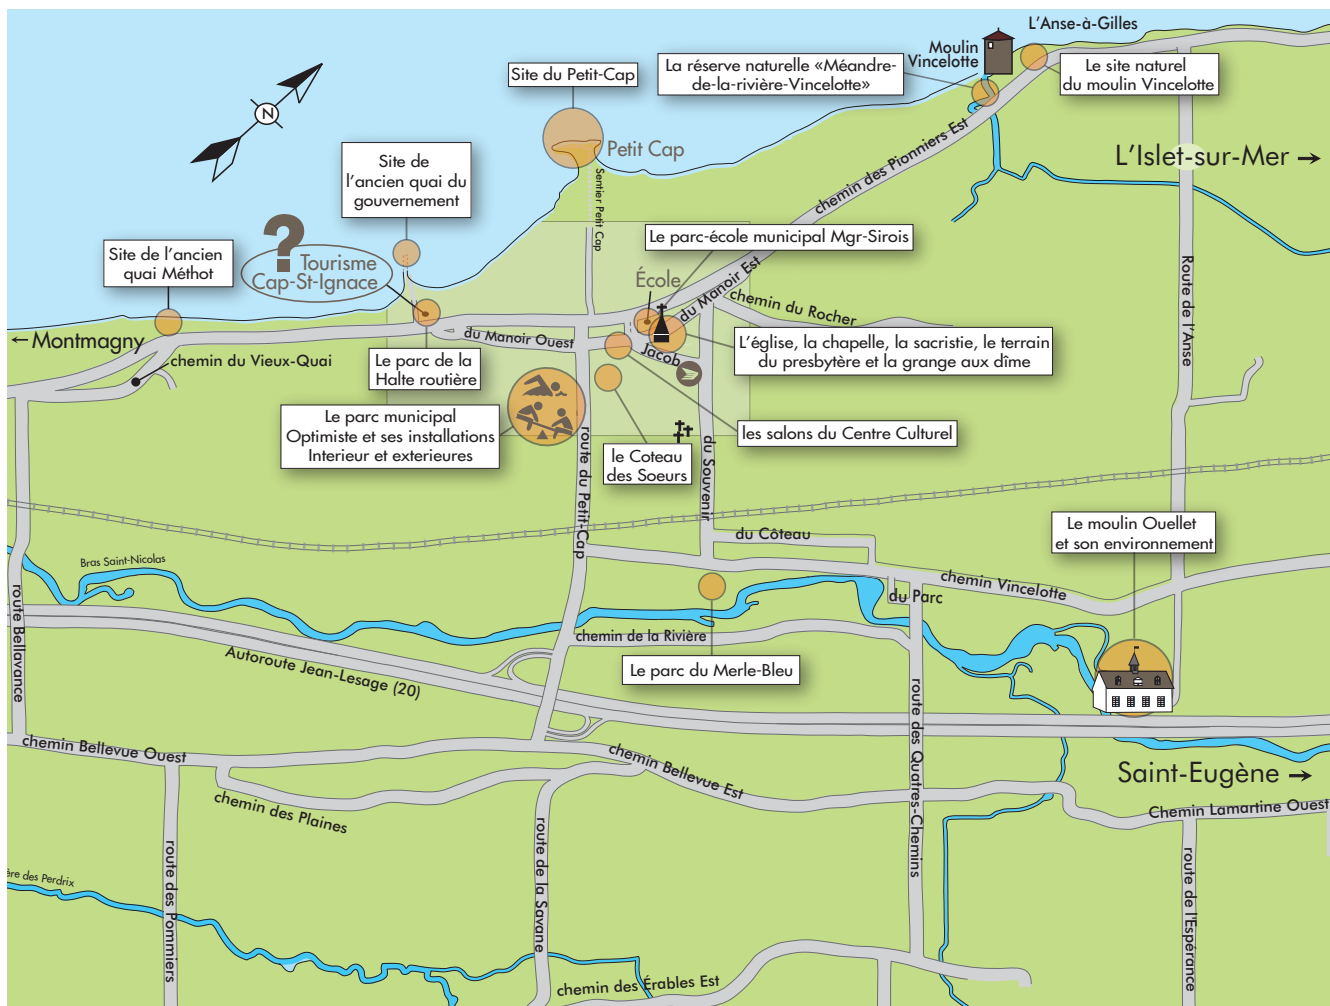 L'Anse-à-Gilles
Moulin
Vincelotte
La réserve naturelle «Méandre-
de-la-rivière-Vincelotte»
Le site naturel
du moulin Vincelotte
Site du Petit-Cap
N
Petit Cap
Sentier Petit Cap
chemin des Pionniers Est
L'Islet-sur-Mer →
Site de
l'ancien quai du
gouvernement
Site de l'ancien
quai Méthot
?
Tourisme
Cap-St-Ignace
Le parc-école municipal Mgr-Sirois
École
du Manoir Est
chemin du Rocher
Route de l'Anse
← Montmagny
chemin du Vieux-Quai
du Manoir Ouest
Jacob
Le parc de la
Halte routière
L'église, la chapelle, la sacristie, le terrain
du presbytère et la grange aux dîme
Le parc municipal
Optimiste et ses installations
Interieur et exterieures
le Coteau
des Soeurs
les salons du Centre Culturel
route du Petit-Cap
du Souvenir
du Côteau
Le moulin Ouellet
et son environnement
Bras Saint-Nicolas
chemin Vincelotte
du Parc
route Bellavance
chemin de la Rivière
Autoroute Jean-Lesage (20)
Le parc du Merle-Bleu
route des Quatres-Chemins
chemin Bellevue Ouest
chemin Bellevue Est
Saint-Eugène →
chemin des Plaines
Chemin Lamartine Ouest
route des Pommiers
route de la Savane
route de l'Espérance
ère des Perdrix
chemin des Érables Est